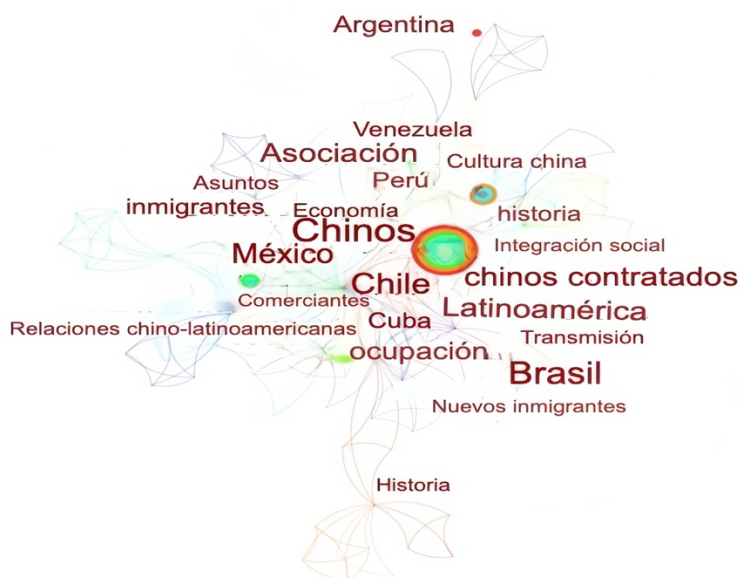 Argentina
Venezuela
Asociación
Cultura china
Asuntos
Perú
inmigrantes
Economía
historia
Chinos
Integración social
México
chinos contratados
Chile
Comerciantes
Latinoamérica
Relaciones chino-latinoamericanas
Cuba
Transmisión
ocupación
Brasil
Nuevos inmigrantes
Historia